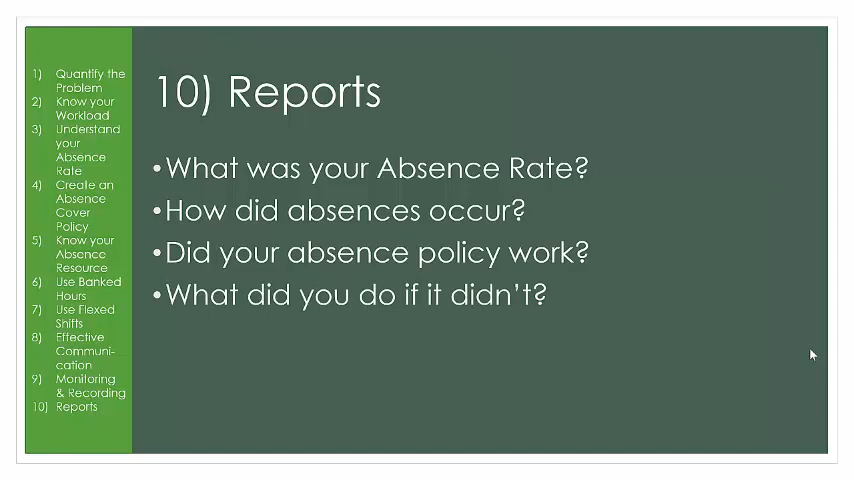 1) Quantify the
Problem
2) Know your
Workload
3) Understand
your
Absence
Rate
4) Create an
Absence
Cover
Policy
5) Know your
Absence
Resource
6) Use Banked
Hours
7) Use Flexed
Shifts
8) Effective
Communi-
cation
9) Monitoring
& Recording
10) Reports
10) Reports
•What was your Absence Rate?
•How did absences occur?
•Did your absence policy work?
•What did you do if it didn't?